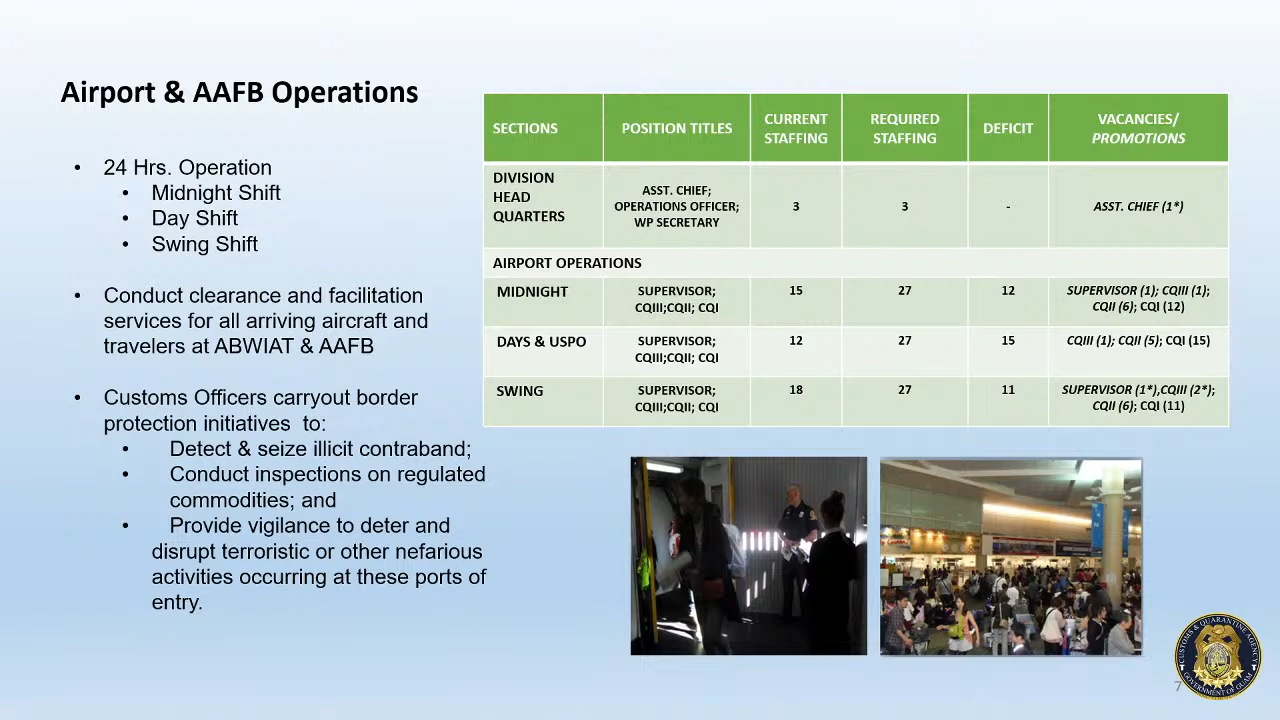 Airport & AAFB Operations
• 24 Hrs. Operation
• Midnight Shift
• Day Shift
• Swing Shift
• Conduct clearance and facilitation
services for all arriving aircraft and
travelers at ABWIAT & AAFB
• Customs Officers carryout border
protection initiatives to:
• Detect & seize illicit contraband;
• Conduct inspections on regulated
commodities; and
• Provide vigilance to deter and
disrupt terroristic or other nefarious
activities occurring at these ports of
entry.
SECTIONS
POSITION TITLES
CURRENT
STAFFING
REQUIRED
STAFFING
DEFICIT
VACANCIES/
PROMOTIONS
DIVISION
HEAD
QUARTERS
ASST. CHIEF;
OPERATIONS OFFICER;
WP SECRETARY
3
3
-
ASST. CHIEF (1*)
AIRPORT OPERATIONS
MIDNIGHT
SUPERVISOR;
CQIII;CQII; CQI
15
27
12
SUPERVISOR (1); CQIII (1);
CQII (6); CQI (12)
DAYS & USPO
SUPERVISOR;
CQIII;CQII; CQI
12
27
15
CQIII (1); CQII (5); CQI (15)
SWING
SUPERVISOR;
CQIII;CQII; CQI
18
27
11
SUPERVISOR (1*),CQIII (2*);
CQII (6); CQI (11)
CUSTOMS & QUARANTINE AGENCY
GOVERNMENT OF GUAM
7